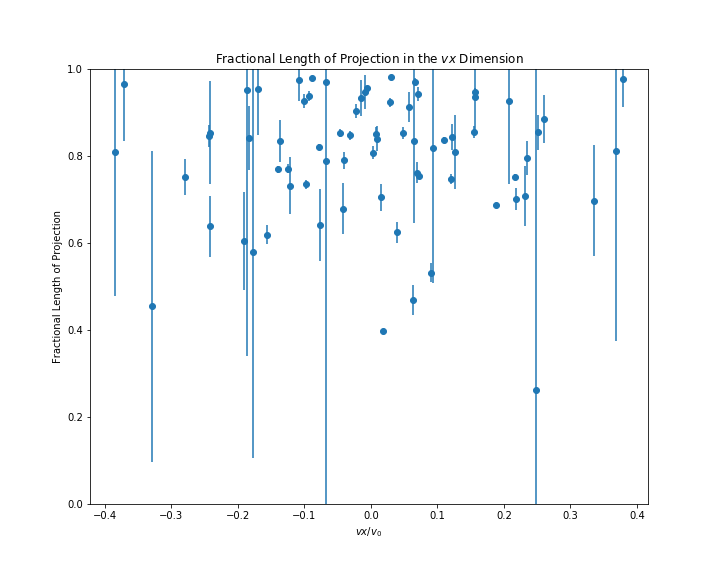 Fractional Length of Projection in the vx Dimension
1.0
0.8
0.6
0.4
0.2
0.0
Fractional Length of Projection
−0.4 −0.3 −0.2 −0.1 0.0 0.1 0.2 0.3 0.4
vx/v₀